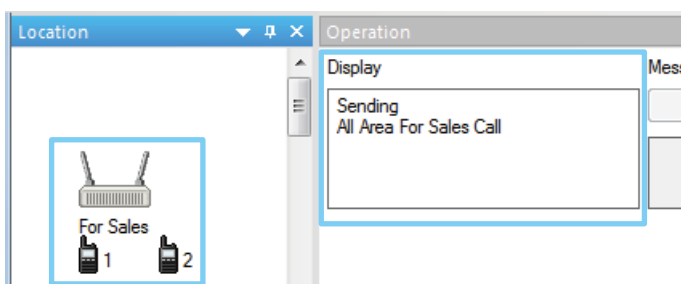 Location
Operation
Display
Sending
All Area For Sales Call
For Sales
1 2